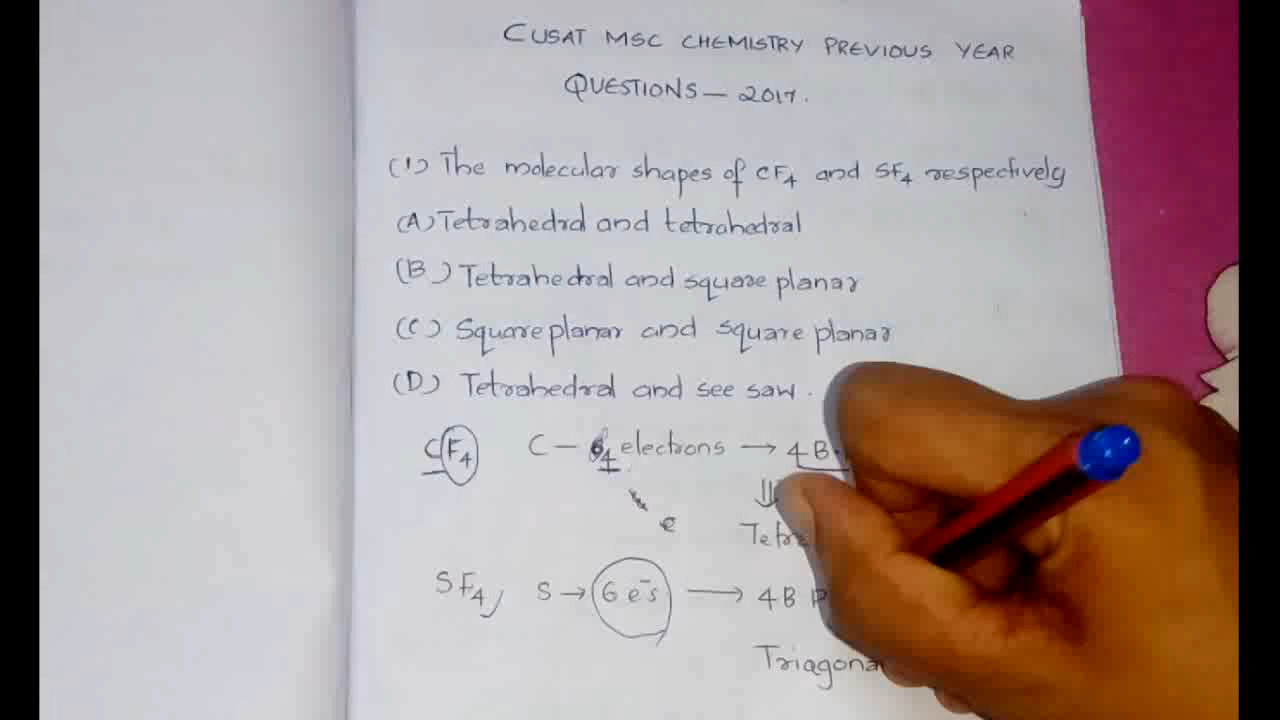 CUSAT MSC CHEMISTRY PREVIOUS YEAR
QUESTIONS — 2017.
(1) The molecular shapes of CF4 and SF4 respectively
(A) Tetrahedral and tetrahedral
(B) Tetrahedral and square planar
(C) Square planar and square planar
(D) Tetrahedral and see saw.
CF4 C — 4 electrons → 4B
e
SF4, S → 6 e⁻s → 4B P